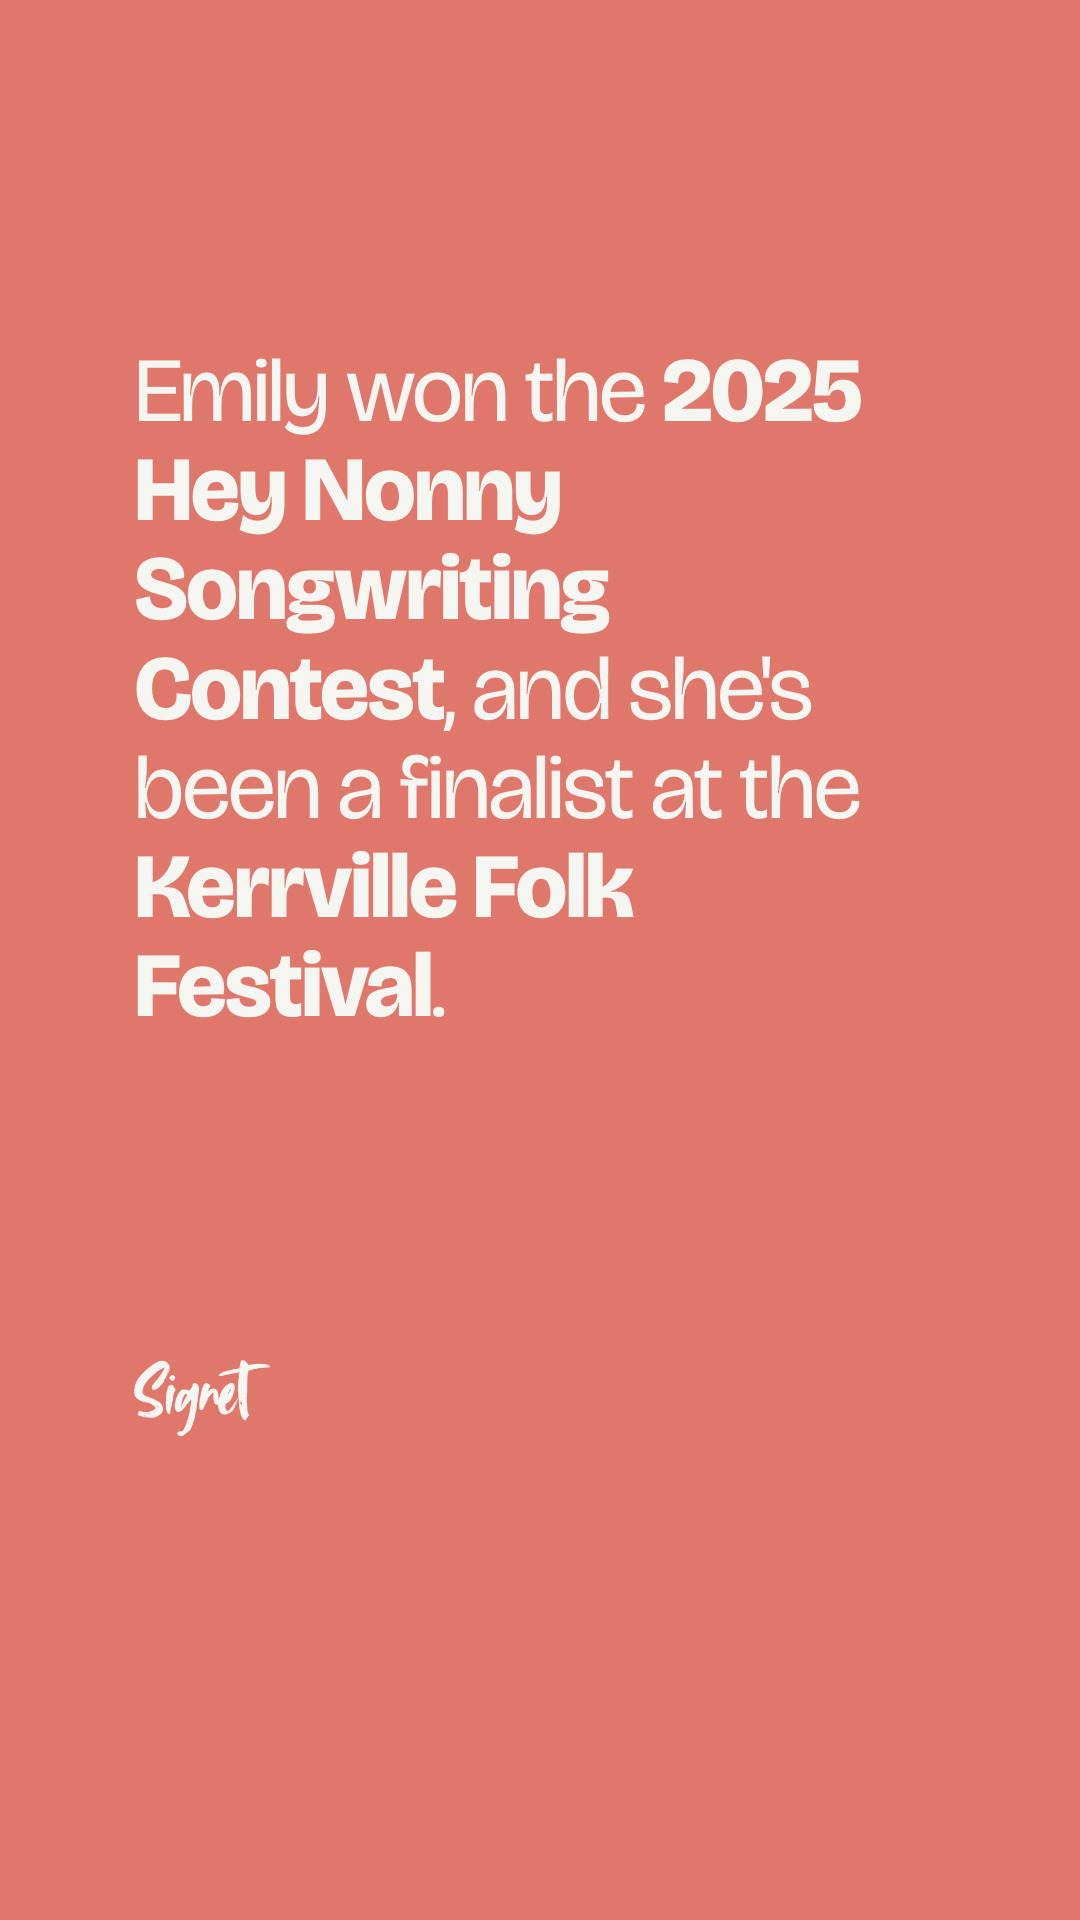 Emily won the 2025
Hey Nonny
Songwriting
Contest, and she's
been a finalist at the
Kerrville Folk
Festival.
Signet